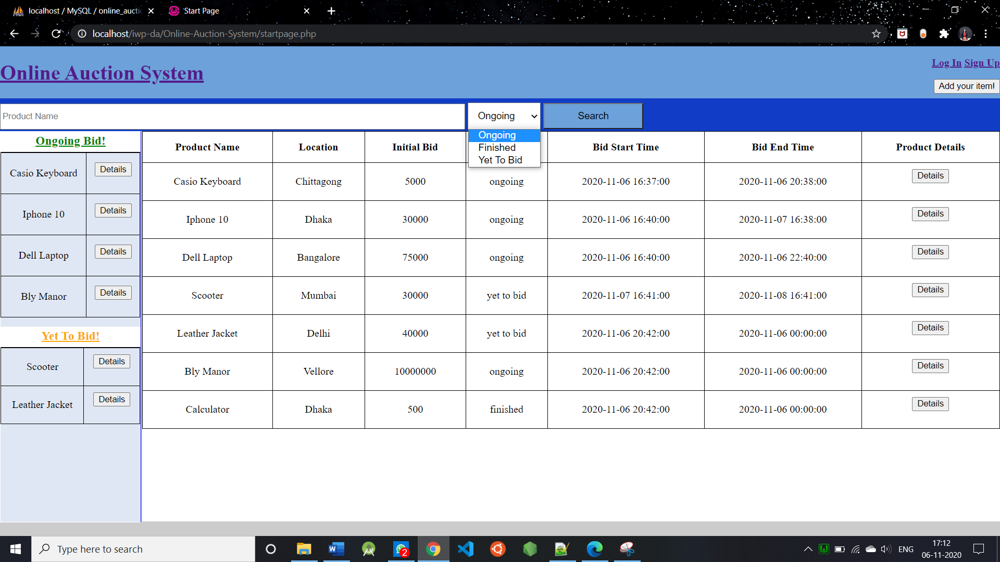 localhost / MySQL / online_auctio
Start Page
localhost/iwp-da/Online-Auction-System/startpage.php
Online Auction System
Log In Sign Up
Add your item!
Product Name
Ongoing
Search
Ongoing
Finished
Yet To Bid
Ongoing Bid!
Casio Keyboard Details
Iphone 10 Details
Dell Laptop Details
Bly Manor Details
Yet To Bid!
Scooter Details
Leather Jacket Details
Product Name Location Initial Bid Bid Start Time Bid End Time Product Details
Casio Keyboard Chittagong 5000 ongoing 2020-11-06 16:37:00 2020-11-06 20:38:00 Details
Iphone 10 Dhaka 30000 ongoing 2020-11-06 16:40:00 2020-11-07 16:38:00 Details
Dell Laptop Bangalore 75000 ongoing 2020-11-06 16:40:00 2020-11-06 22:40:00 Details
Scooter Mumbai 30000 yet to bid 2020-11-07 16:41:00 2020-11-08 16:41:00 Details
Leather Jacket Delhi 40000 yet to bid 2020-11-06 20:42:00 2020-11-06 00:00:00 Details
Bly Manor Vellore 10000000 ongoing 2020-11-06 20:42:00 2020-11-06 00:00:00 Details
Calculator Dhaka 500 finished 2020-11-06 20:42:00 2020-11-06 00:00:00 Details
Type here to search
2
ENG
17:12
06-11-2020